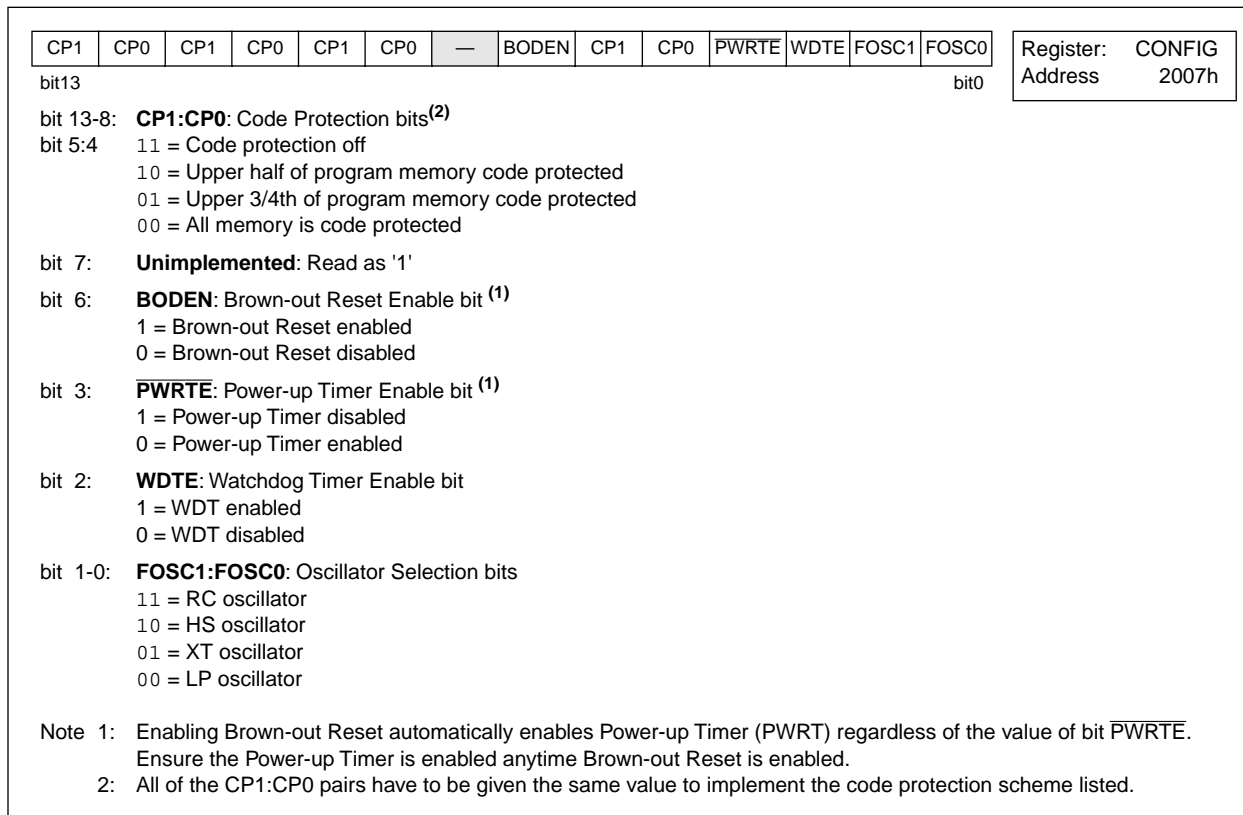 CP1 CP0 CP1 CP0 CP1 CP0 — BODEN CP1 CP0 PWRTE WDTE FOSC1 FOSC0
Register: CONFIG
Address 2007h
bit13 bit0
bit 13-8: CP1:CP0: Code Protection bits(2)
bit 5:4 11 = Code protection off
10 = Upper half of program memory code protected
01 = Upper 3/4th of program memory code protected
00 = All memory is code protected
bit 7: Unimplemented: Read as '1'
bit 6: BODEN: Brown-out Reset Enable bit (1)
1 = Brown-out Reset enabled
0 = Brown-out Reset disabled
bit 3: PWRTE: Power-up Timer Enable bit (1)
1 = Power-up Timer disabled
0 = Power-up Timer enabled
bit 2: WDTE: Watchdog Timer Enable bit
1 = WDT enabled
0 = WDT disabled
bit 1-0: FOSC1:FOSC0: Oscillator Selection bits
11 = RC oscillator
10 = HS oscillator
01 = XT oscillator
00 = LP oscillator
Note 1: Enabling Brown-out Reset automatically enables Power-up Timer (PWRT) regardless of the value of bit PWRTE.
Ensure the Power-up Timer is enabled anytime Brown-out Reset is enabled.
2: All of the CP1:CP0 pairs have to be given the same value to implement the code protection scheme listed.